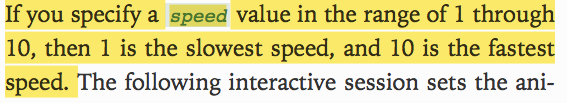 If you specify a speed value in the range of 1 through
10, then 1 is the slowest speed, and 10 is the fastest
speed. The following interactive session sets the ani-